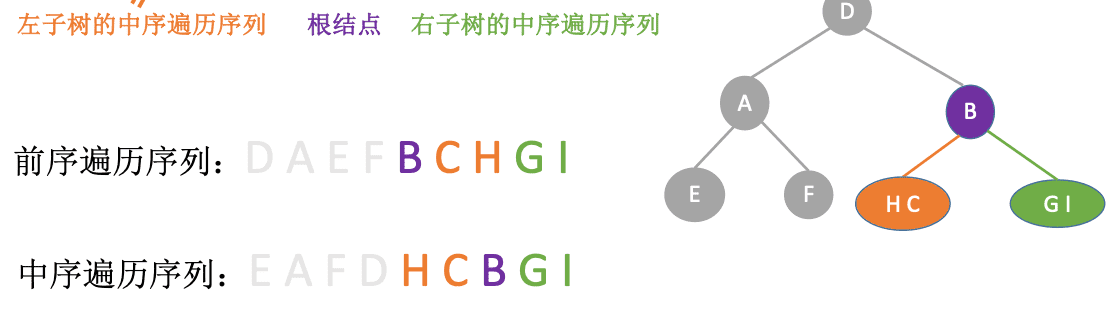 左子树的中序遍历序列 根结点 右子树的中序遍历序列
D
A
B
前序遍历序列：D A E F B C H G I
E F H C G I
中序遍历序列：E A F D H C B G I